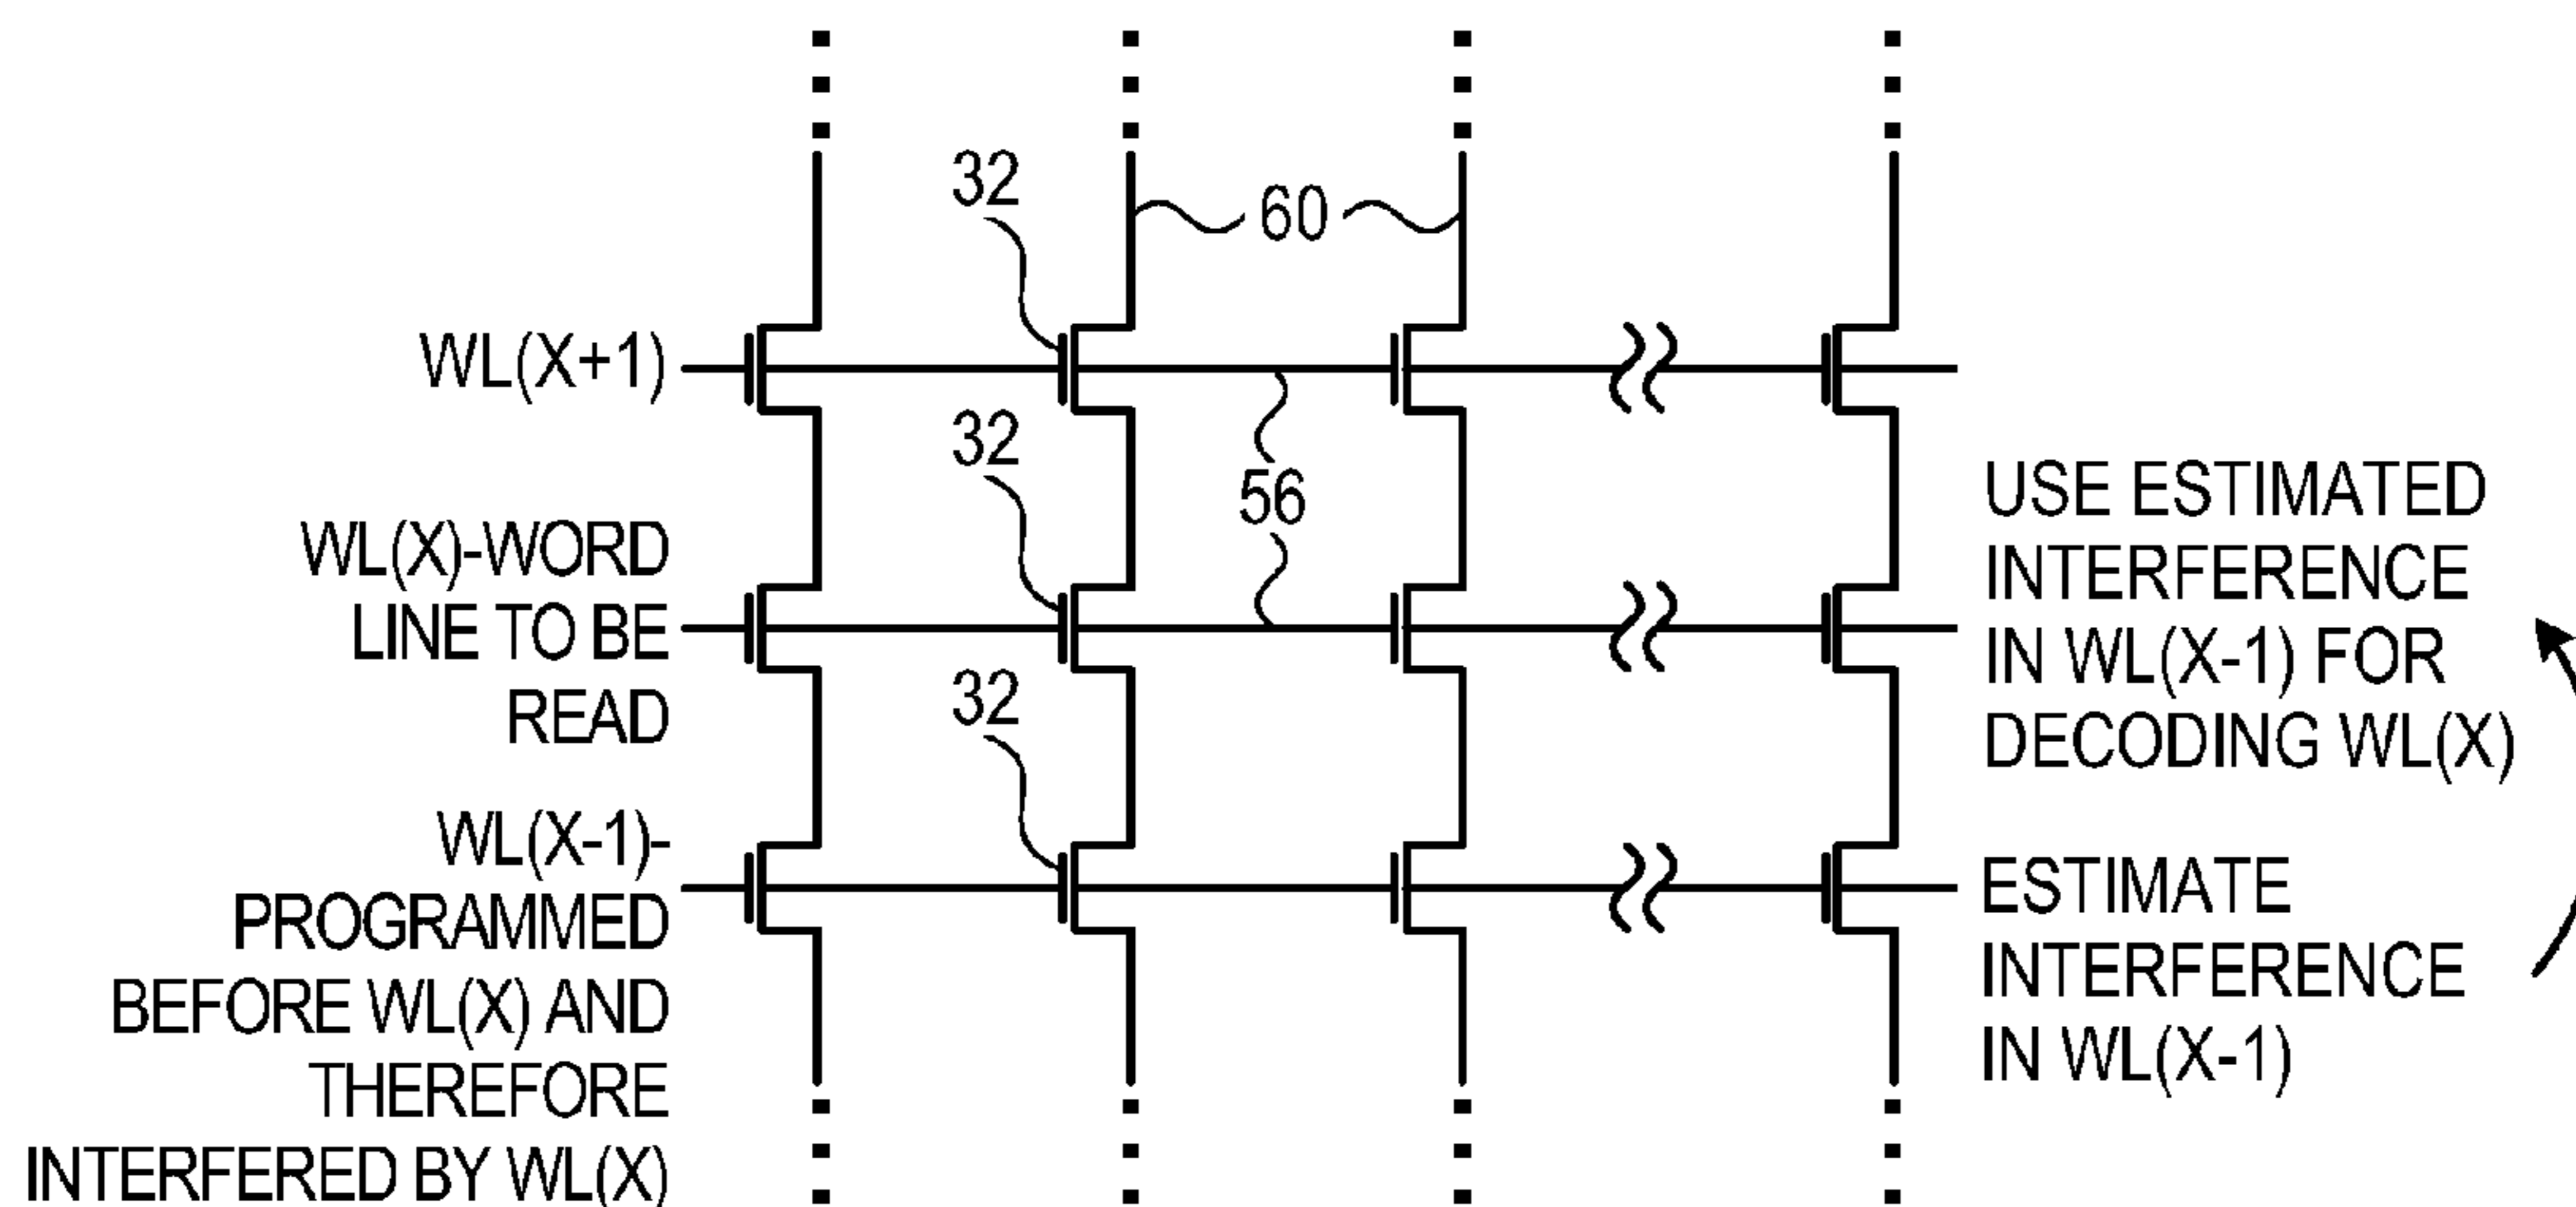 32
60
WL(X+1)
32
56
WL(X)-WORD
LINE TO BE
READ
USE ESTIMATED
INTERFERENCE
IN WL(X-1) FOR
DECODING WL(X)
32
WL(X-1)-
PROGRAMMED
BEFORE WL(X) AND
THEREFORE
INTERFERED BY WL(X)
ESTIMATE
INTERFERENCE
IN WL(X-1)